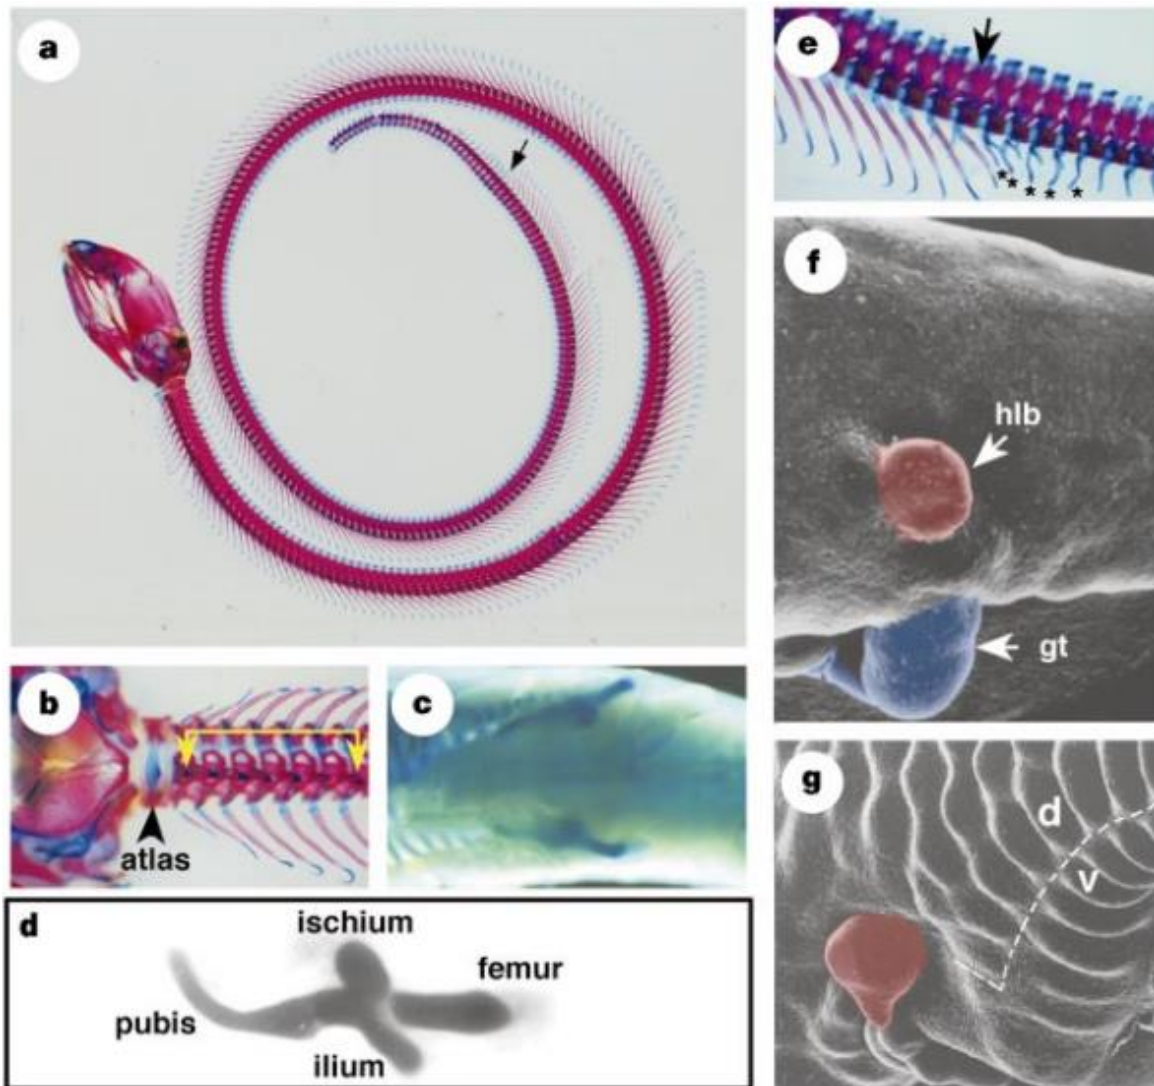 a
b
atlas
c
d
ischium
femur
pubis
ilium
e
*****
f
hlb
gt
g
d
v